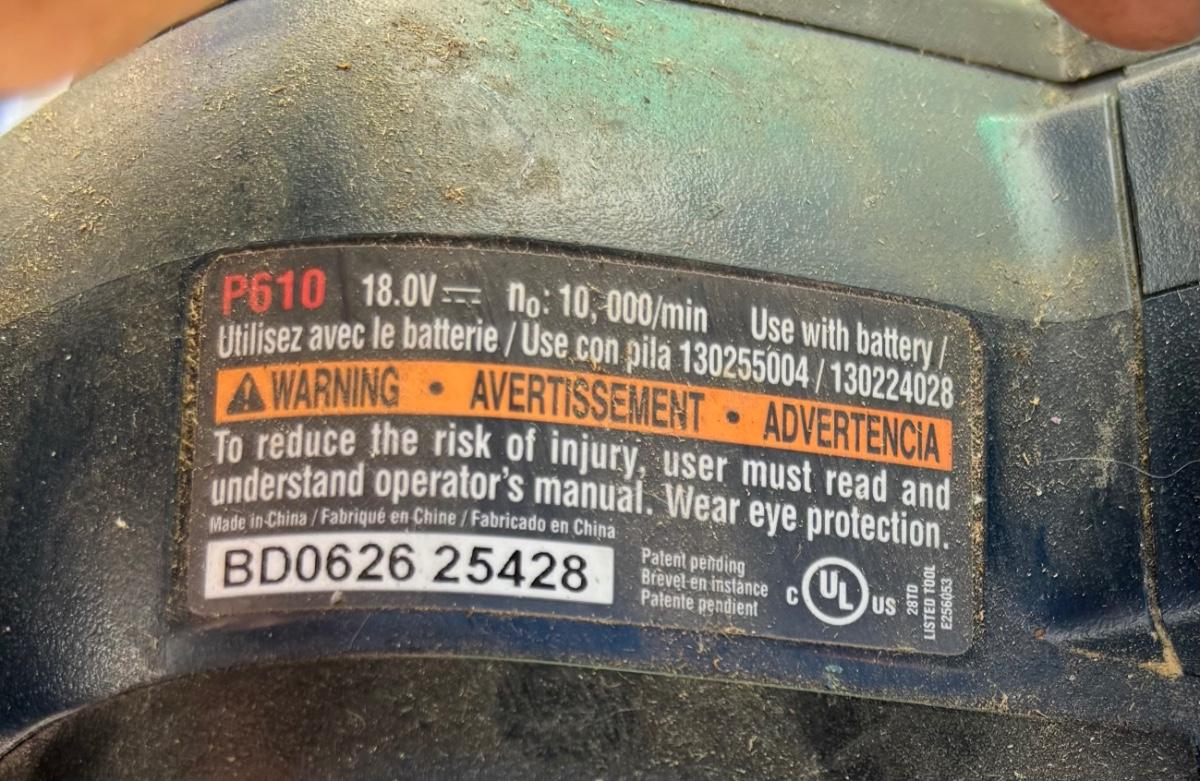 P610 18.0V ⎓ n₀: 10, 000/min Use with battery /
Utilisez avec le batterie / Use con pila 130255004 / 130224028
⚠ WARNING • AVERTISSEMENT • ADVERTENCiA
To reduce the risk of injury, user must read and
understand operator's manual. Wear eye protection.
Made in China / Fabriqué en Chine / Fabricado en China
BD0626 25428
Patent pending
Brevet en instance
Patente pendient
C UL US
28TD
LISTED TOOL
E256053